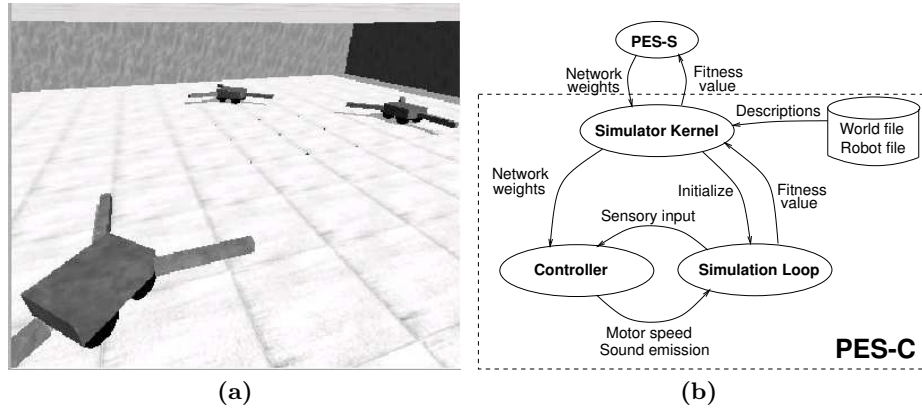 PES-S
Network
weights
Fitness
value
Descriptions
World file
Robot file
Simulator Kernel
Network
weights
Initialize
Fitness
value
Sensory input
Controller
Simulation Loop
Motor speed
Sound emission
PES-C
(a)
(b)